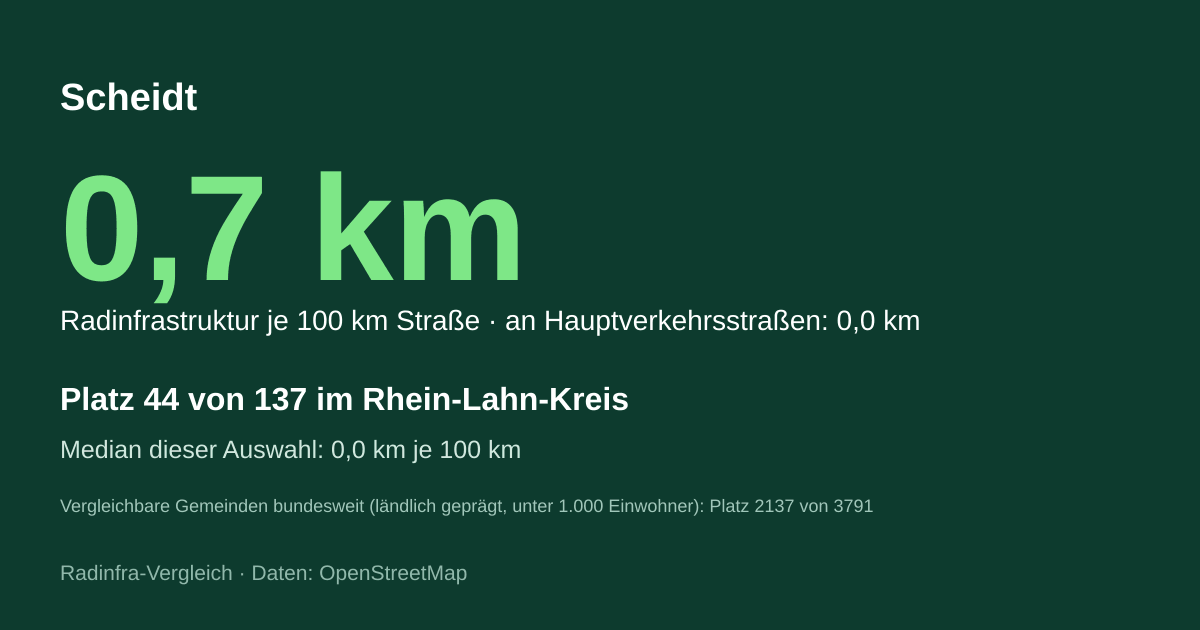 Scheidt
0,7 km
Radinfrastruktur je 100 km Straße · an Hauptverkehrsstraßen: 0,0 km
Platz 44 von 137 im Rhein-Lahn-Kreis
Median dieser Auswahl: 0,0 km je 100 km
Vergleichbare Gemeinden bundesweit (ländlich geprägt, unter 1.000 Einwohner): Platz 2137 von 3791
Radinfra-Vergleich · Daten: OpenStreetMap